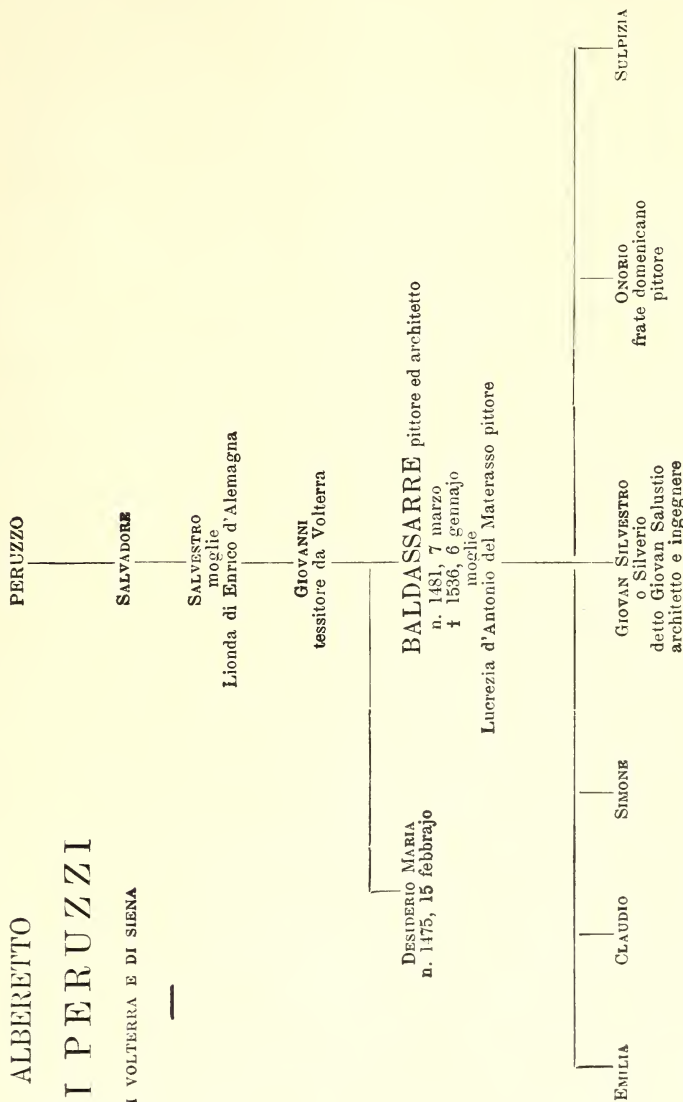 ALBERETTO
I PERUZZI
I VOLTERRA E DI SIENA
PERUZZO
SALVADORE
SALVESTRO
moglie
Lionda di Enrico d'Alemagna
GIOVANNI
tessitore da Volterra
DESIDERIO MARIA
n. 1475, 15 febbrajo
BALDASSARRE pittore ed architetto
n. 1481, 7 marzo
† 1536, 6 gennajo
moglie
Lucrezia d'Antonio del Materasso pittore
EMILIA
CLAUDIO
SIMONE
GIOVAN SILVESTRO
o Silverio
detto Giovan Salustio
architetto e ingegnere
ONORIO
frate domenicano
pittore
SULPIZIA